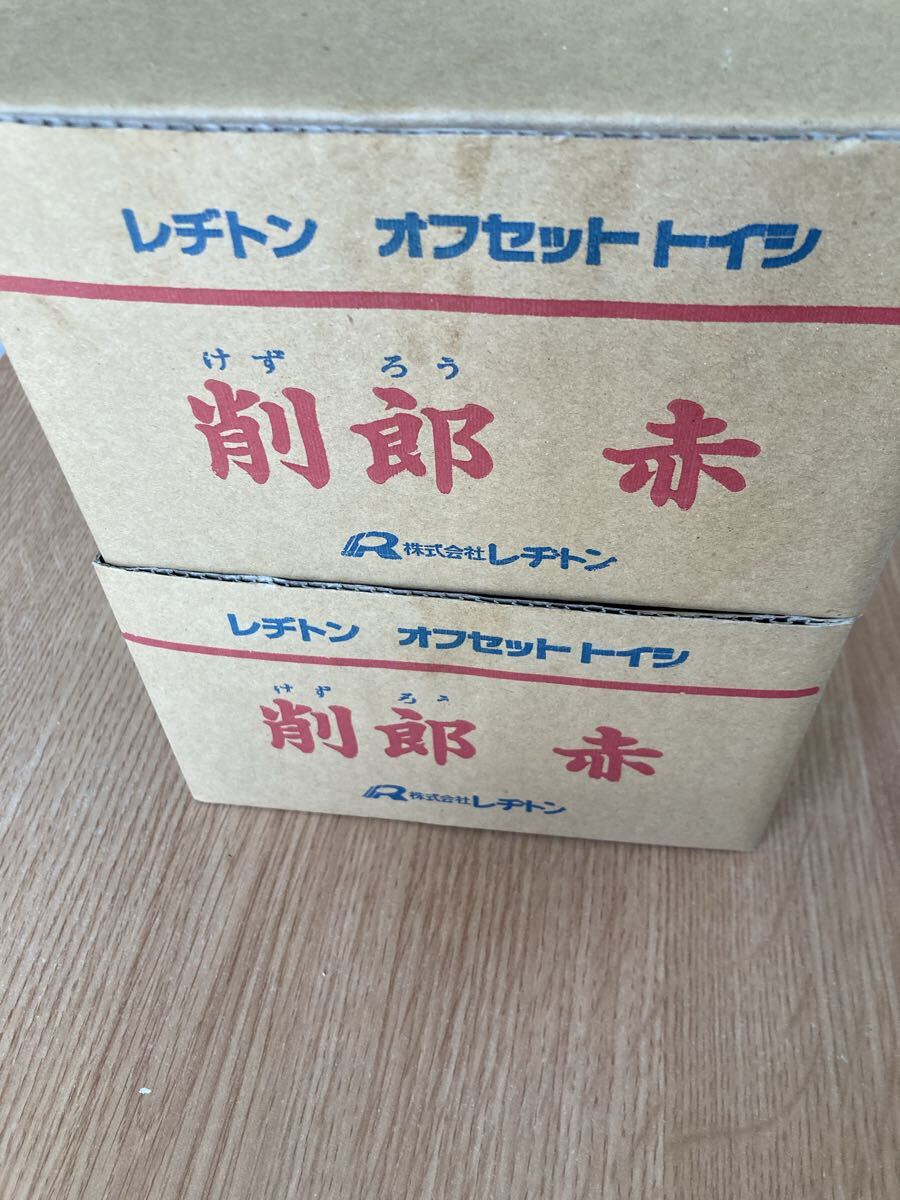 レヂトン オフセットトイシ
けず ろう
削郎 赤
R 株式会社レヂトン
レヂトン オフセットトイシ
けず ろう
削郎 赤
R 株式会社レヂトン